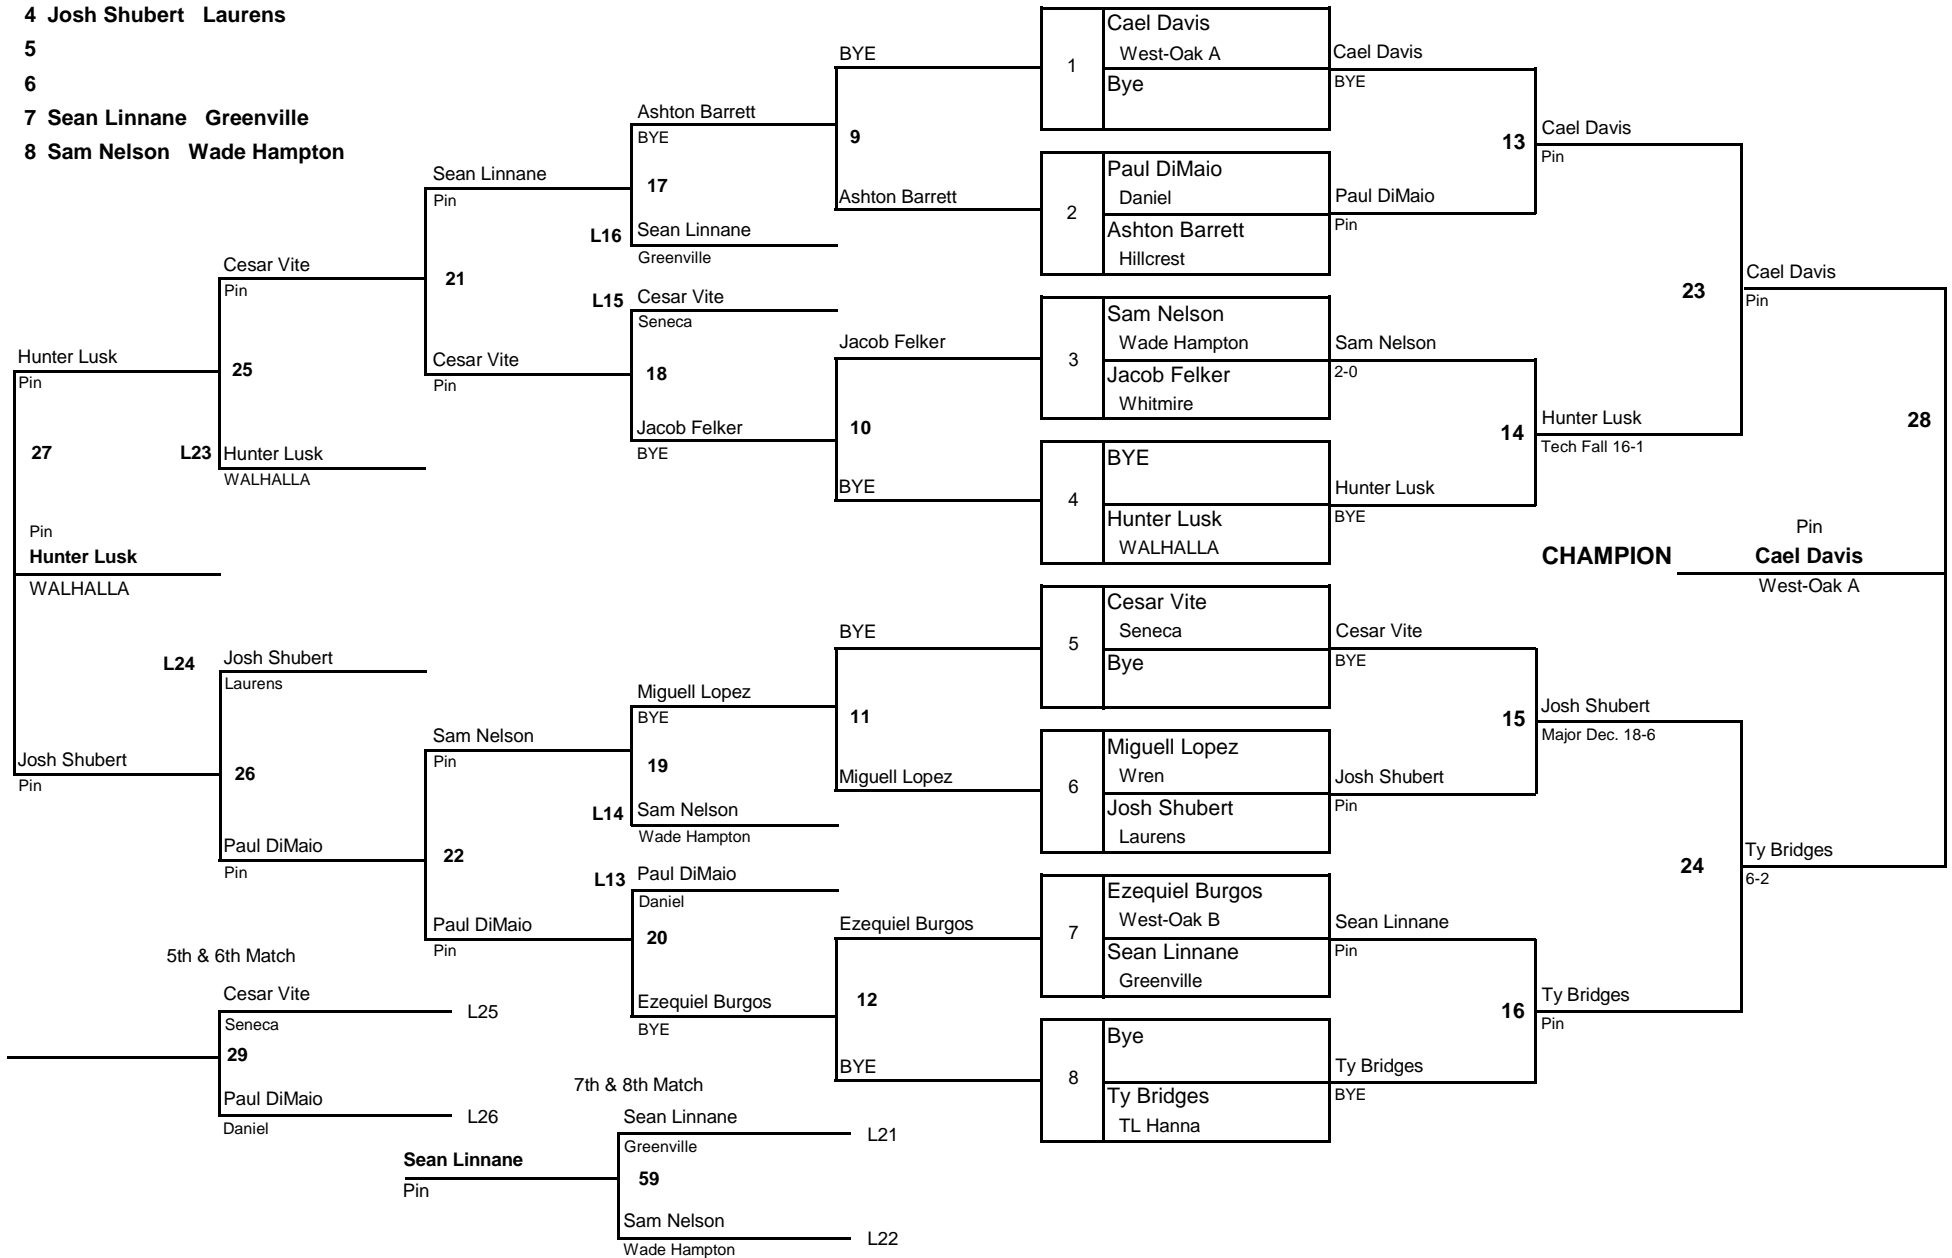 4 Josh Shubert Laurens
5
6
7 Sean Linnane Greenville
8 Sam Nelson Wade Hampton
Hunter Lusk
Pin
27
Pin
Hunter Lusk
WALHALLA
Josh Shubert
Pin
Cesar Vite
Pin
25
L23 Hunter Lusk
WALHALLA
L24 Josh Shubert
Laurens
26
Paul DiMaio
Pin
5th & 6th Match
Cesar Vite
L25
Seneca
29
Paul DiMaio
L26
Daniel
Sean Linnane
Pin
21
Cesar Vite
Pin
Sam Nelson
Pin
22
Paul DiMaio
Pin
Ashton Barrett
BYE
17
L16 Sean Linnane
Greenville
L15 Cesar Vite
Seneca
18
Jacob Felker
BYE
Miguell Lopez
BYE
19
L14 Sam Nelson
Wade Hampton
L13 Paul DiMaio
Daniel
20
Ezequiel Burgos
BYE
7th & 8th Match
Sean Linnane
L21
Greenville
Sean Linnane
59
Pin
Sam Nelson
L22
Wade Hampton
BYE
9
Ashton Barrett
Jacob Felker
10
BYE
BYE
11
Miguell Lopez
Ezequiel Burgos
12
BYE
Cael Davis
West-Oak A
1
Bye
Paul DiMaio
Daniel
2
Ashton Barrett
Hillcrest
Sam Nelson
Wade Hampton
3
Jacob Felker
Whitmire
BYE
4
Hunter Lusk
WALHALLA
Cesar Vite
Seneca
5
Bye
Miguell Lopez
Wren
6
Josh Shubert
Laurens
Ezequiel Burgos
West-Oak B
7
Sean Linnane
Greenville
Bye
8
Ty Bridges
TL Hanna
Cael Davis
BYE
13
Paul DiMaio
Pin
Sam Nelson
2-0
14
Hunter Lusk
BYE
Cesar Vite
BYE
15
Josh Shubert
Pin
Sean Linnane
Pin
16
Ty Bridges
BYE
Cael Davis
Pin
23
Hunter Lusk
Tech Fall 16-1
Josh Shubert
Major Dec. 18-6
24
Ty Bridges
Pin
Cael Davis
Pin
28
Pin
CHAMPION Cael Davis
West-Oak A
Ty Bridges
6-2